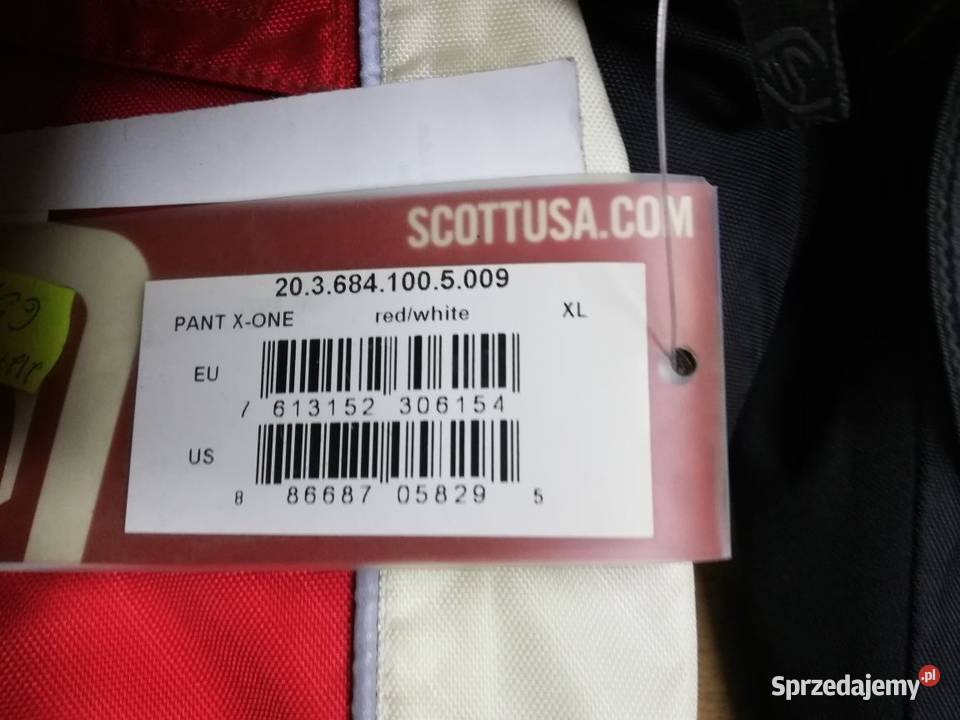 SCOTTUSA.COM
20.3.684.100.5.009
PANT X-ONE red/white XL
EU
7 613152 306154
US
8 86687 05829 5
Sprzedajemy.pl